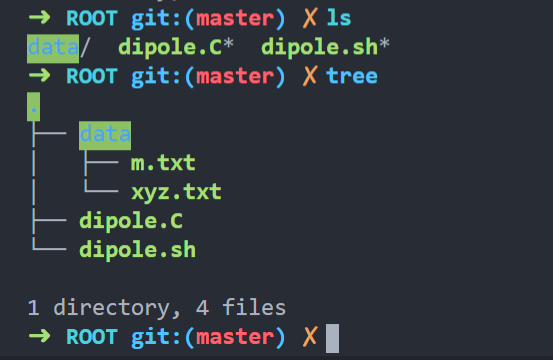 ➜ ROOT git:(master) ✗ ls
data/  dipole.C*  dipole.sh*
➜ ROOT git:(master) ✗ tree
.
├── data
│   ├── m.txt
│   └── xyz.txt
├── dipole.C
└── dipole.sh
1 directory, 4 files
➜ ROOT git:(master) ✗